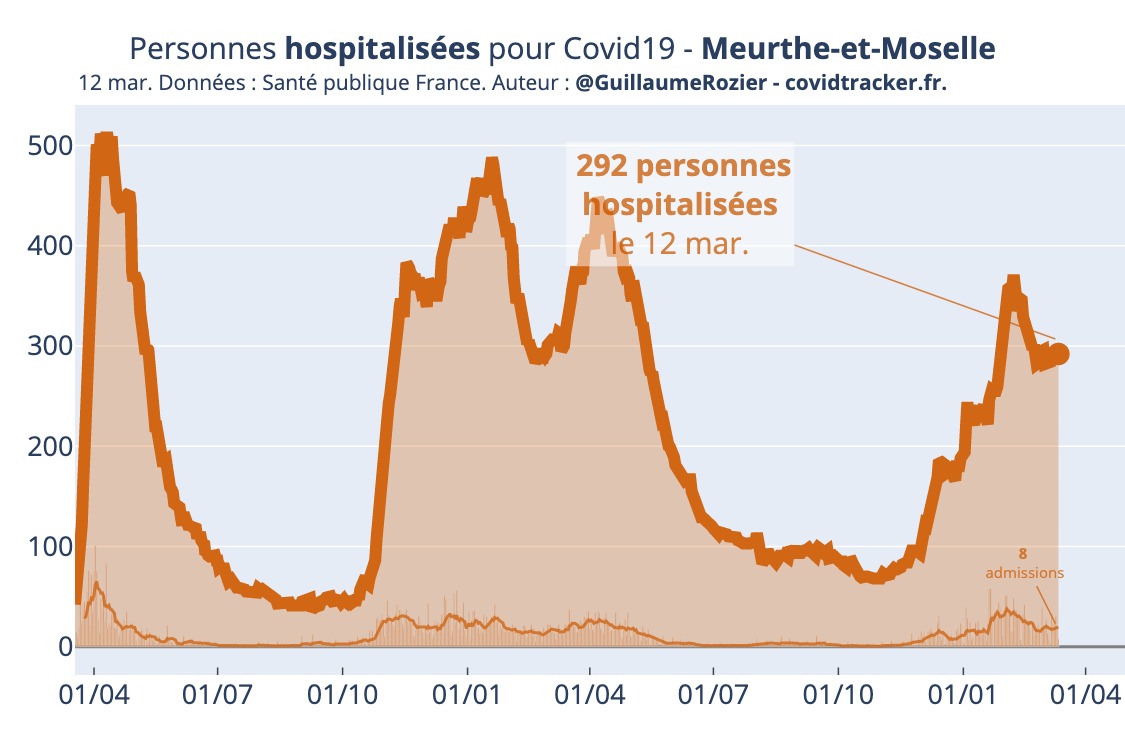 Personnes hospitalisées pour Covid19 - Meurthe-et-Moselle
12 mar. Données : Santé publique France. Auteur : @GuillaumeRozier - covidtracker.fr.
500
292 personnes
hospitalisées
le 12 mar.
400
300
200
100
8
admissions
0
01/04 01/07 01/10 01/01 01/04 01/07 01/10 01/01 01/04